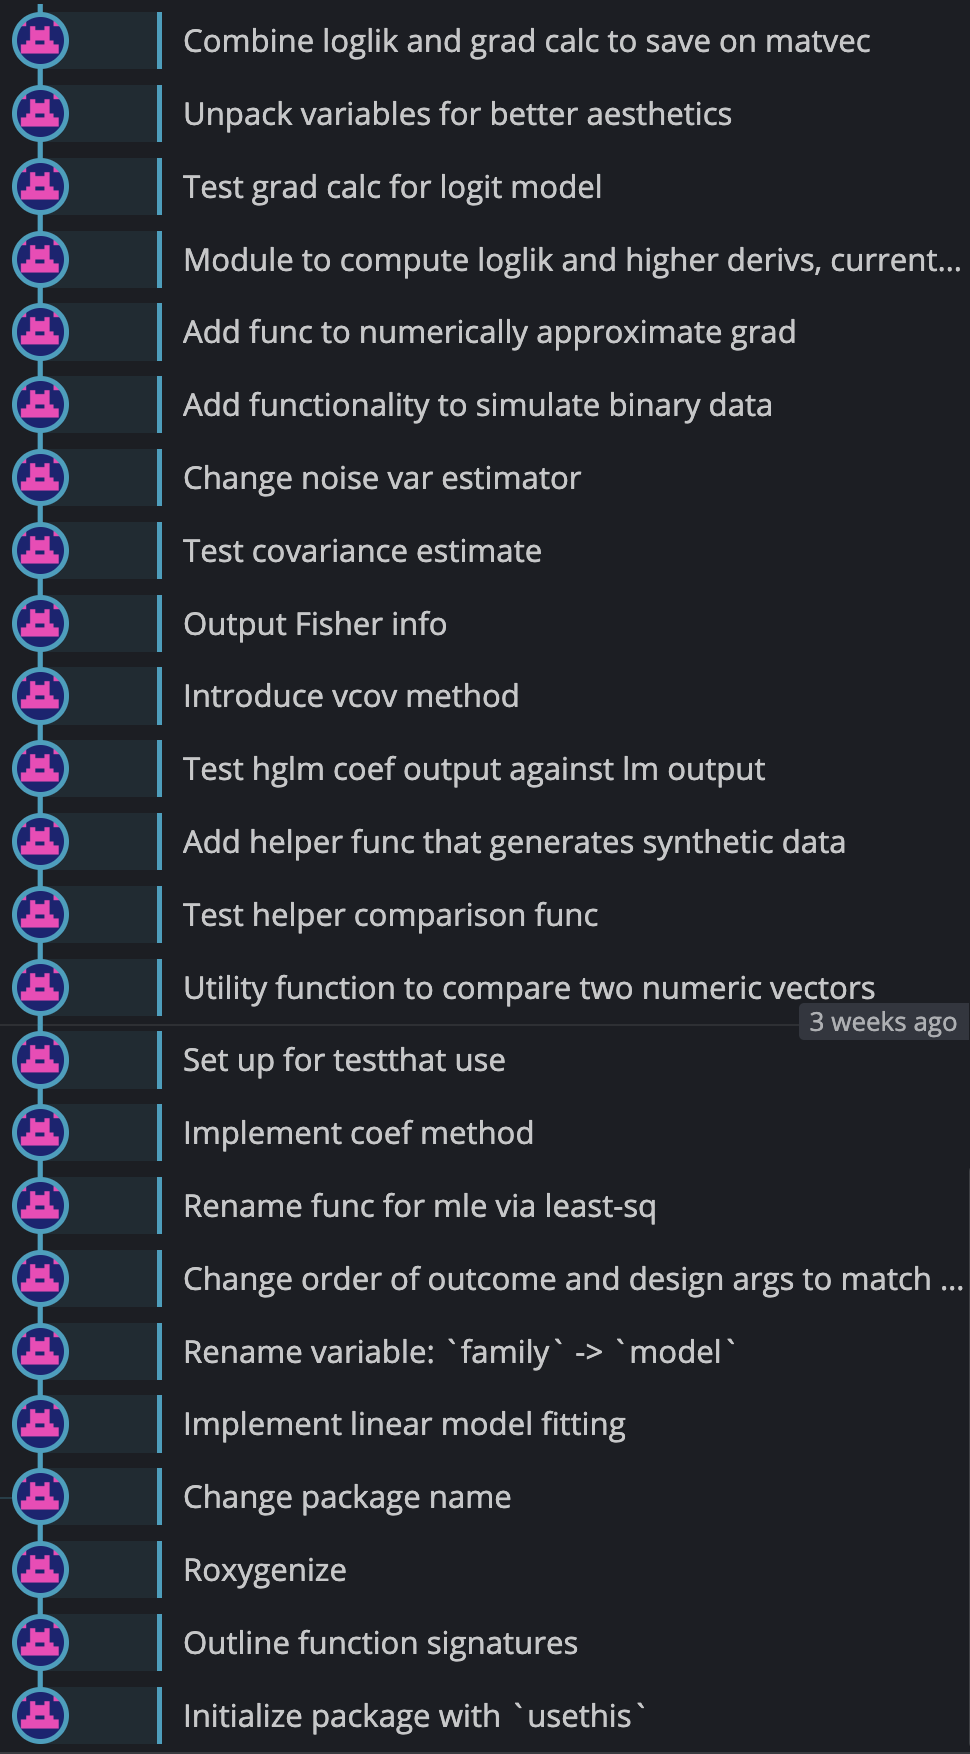 Combine loglik and grad calc to save on matvec
Unpack variables for better aesthetics
Test grad calc for logit model
Module to compute loglik and higher derivs, current...
Add func to numerically approximate grad
Add functionality to simulate binary data
Change noise var estimator
Test covariance estimate
Output Fisher info
Introduce vcov method
Test hglm coef output against lm output
Add helper func that generates synthetic data
Test helper comparison func
Utility function to compare two numeric vectors
3 weeks ago
Set up for testthat use
Implement coef method
Rename func for mle via least-sq
Change order of outcome and design args to match ...
Rename variable: `family` -> `model`
Implement linear model fitting
Change package name
Roxygenize
Outline function signatures
Initialize package with `usethis`